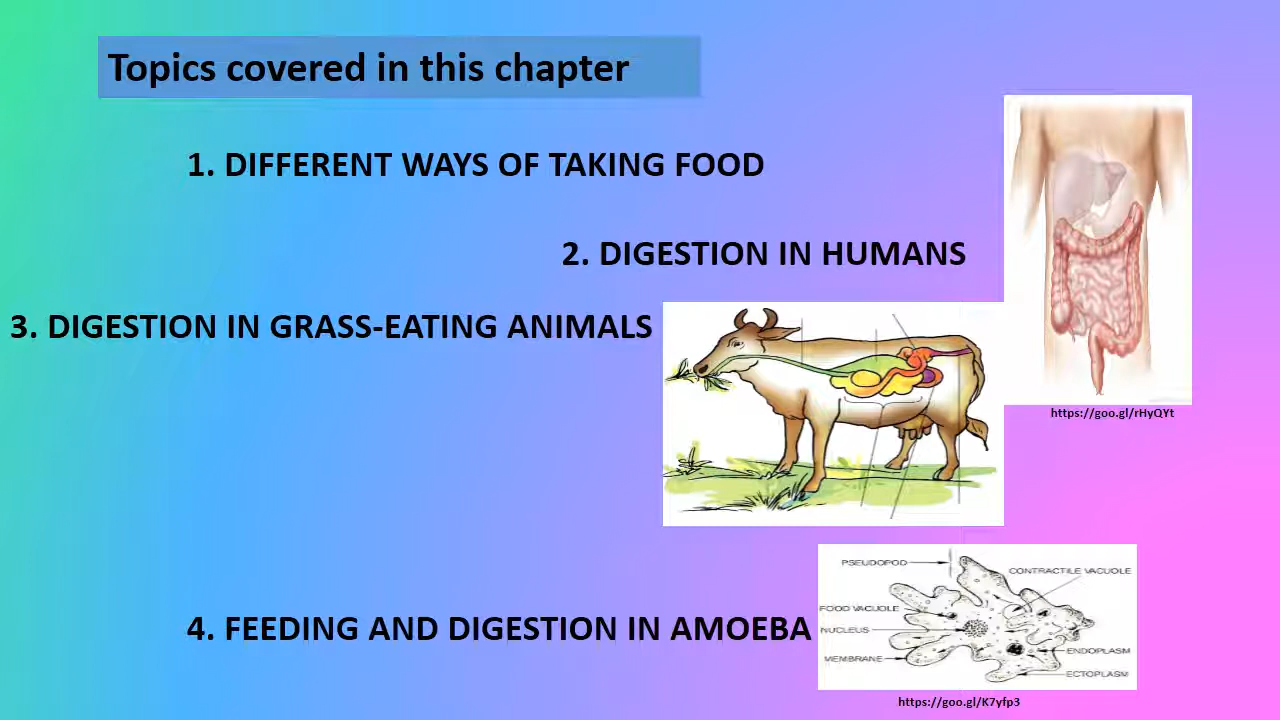 Topics covered in this chapter
1. DIFFERENT WAYS OF TAKING FOOD
2. DIGESTION IN HUMANS
3. DIGESTION IN GRASS-EATING ANIMALS
https://goo.gl/rHyQYt
PSEUDOPOD
CONTRACTILE VACUOLE
FOOD VACUOLE
NUCLEUS
MEMBRANE
ENDOPLASM
ECTOPLASM
4. FEEDING AND DIGESTION IN AMOEBA
https://goo.gl/K7yfp3